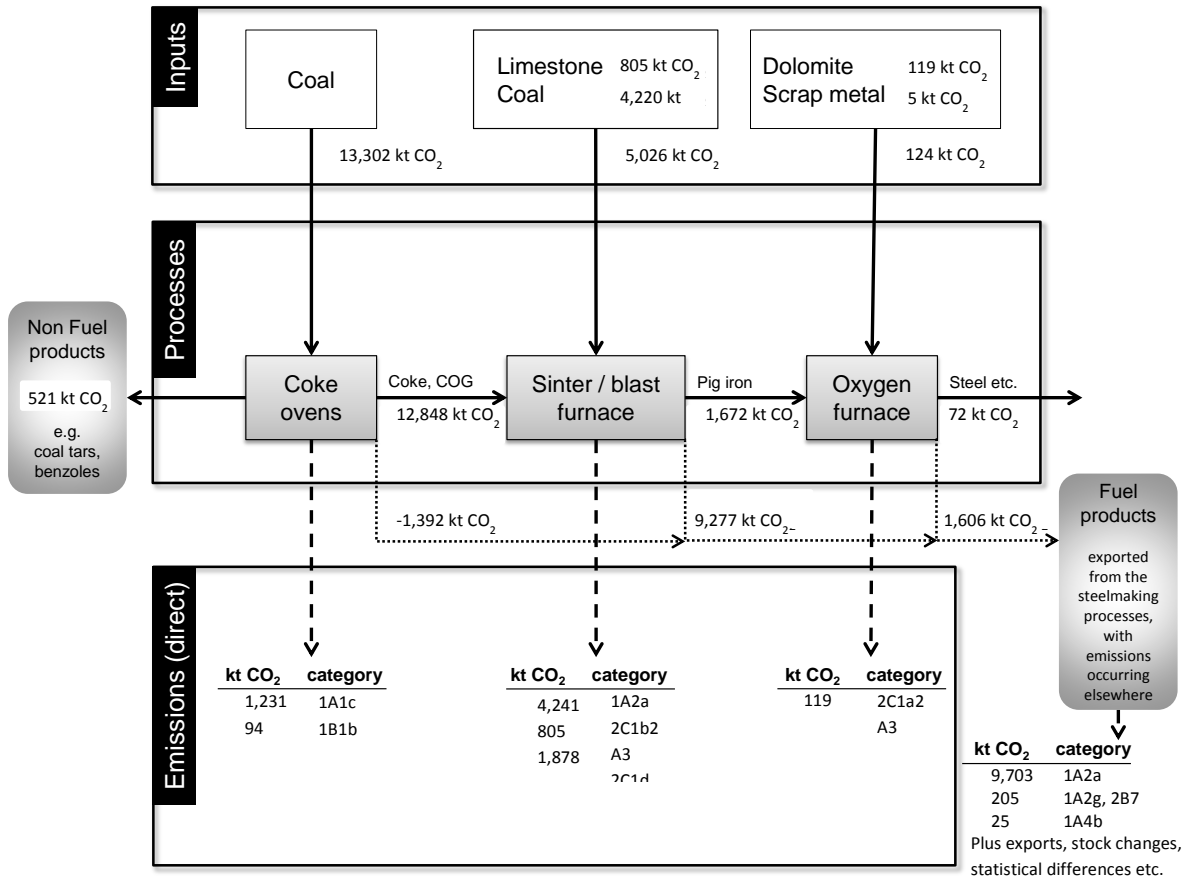 Inputs
Coal
Limestone 805 kt CO2
Coal 4,220 kt
Dolomite 119 kt CO2
Scrap metal 5 kt CO2
13,302 kt CO2
5,026 kt CO2
124 kt CO2
Processes
Non Fuel
products
521 kt CO2
e.g.
coal tars,
benzoles
Coke
ovens
Coke, COG
12,848 kt CO2
Sinter / blast
furnace
Pig iron
1,672 kt CO2
Oxygen
furnace
Steel etc.
72 kt CO2
-1,392 kt CO2
9,277 kt CO2
1,606 kt CO2
Fuel
products
exported
from the
steelmaking
processes,
with
emissions
occurring
elsewhere
Emissions (direct)
kt CO2 category
1,231 1A1c
94 1B1b
kt CO2 category
4,241 1A2a
805 2C1b2
1,878 A3
2C1d
kt CO2 category
119 2C1a2
A3
kt CO2 category
9,703 1A2a
205 1A2g, 2B7
25 1A4b
Plus exports, stock changes,
statistical differences etc.